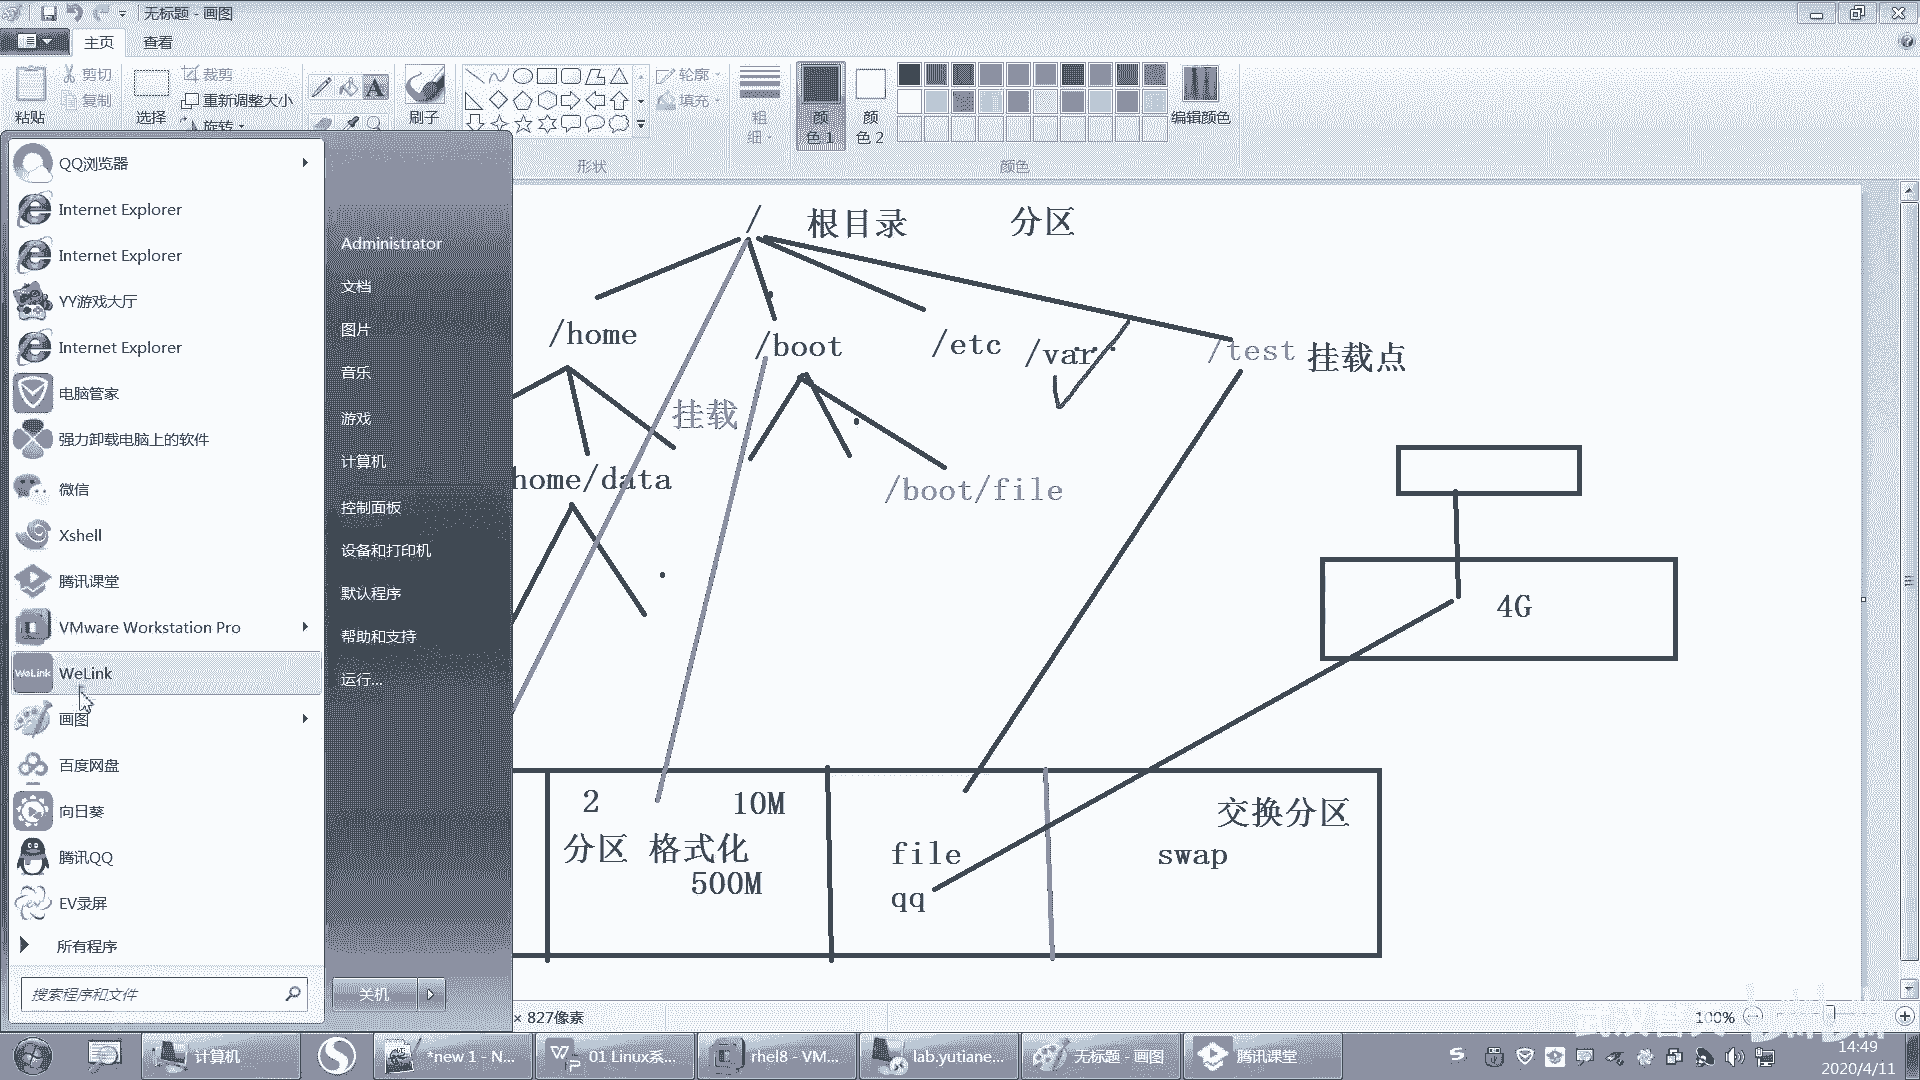 无标题 - 画图
主页 查看
粘贴
剪切
复制
选择
裁剪
重新调整大小
旋转
A
刷子
轮廓
填充
形状
粗细
颜色 1
颜色 2
编辑颜色
颜色
QQ浏览器
Internet Explorer
Internet Explorer
YY游戏大厅
Internet Explorer
电脑管家
强力卸载电脑上的软件
微信
Xshell
腾讯课堂
VMware Workstation Pro
WeLink
画图
百度网盘
向日葵
腾讯QQ
EV录屏
所有程序
搜索程序和文件
Administrator
文档
图片
音乐
游戏
计算机
控制面板
设备和打印机
默认程序
帮助和支持
运行...
关机
/ 根目录 分区
/home /boot /etc /var /test 挂载点
挂载
home/data /boot/file
4G
2 10M
分区 格式化
500M
file
qq
交换分区
swap
× 827像素
100%
计算机
*new 1 - N...
01 Linux系...
rhel8 - VM...
lab.yutiane...
无标题 - 画图
腾讯课堂
14:49
2020/4/11